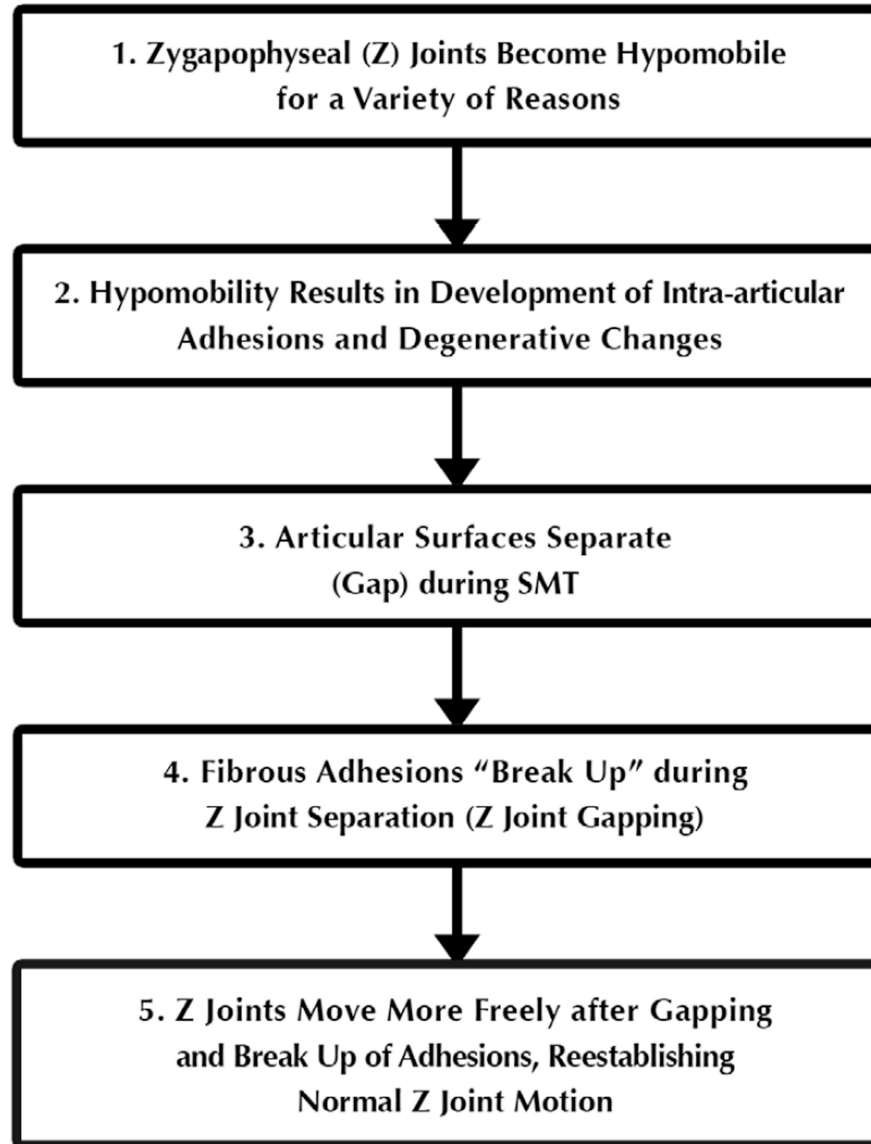 1. Zygapophyseal (Z) Joints Become Hypomobile
for a Variety of Reasons
2. Hypomobility Results in Development of Intra-articular
Adhesions and Degenerative Changes
3. Articular Surfaces Separate
(Gap) during SMT
4. Fibrous Adhesions “Break Up” during
Z Joint Separation (Z Joint Gapping)
5. Z Joints Move More Freely after Gapping
and Break Up of Adhesions, Reestablishing
Normal Z Joint Motion